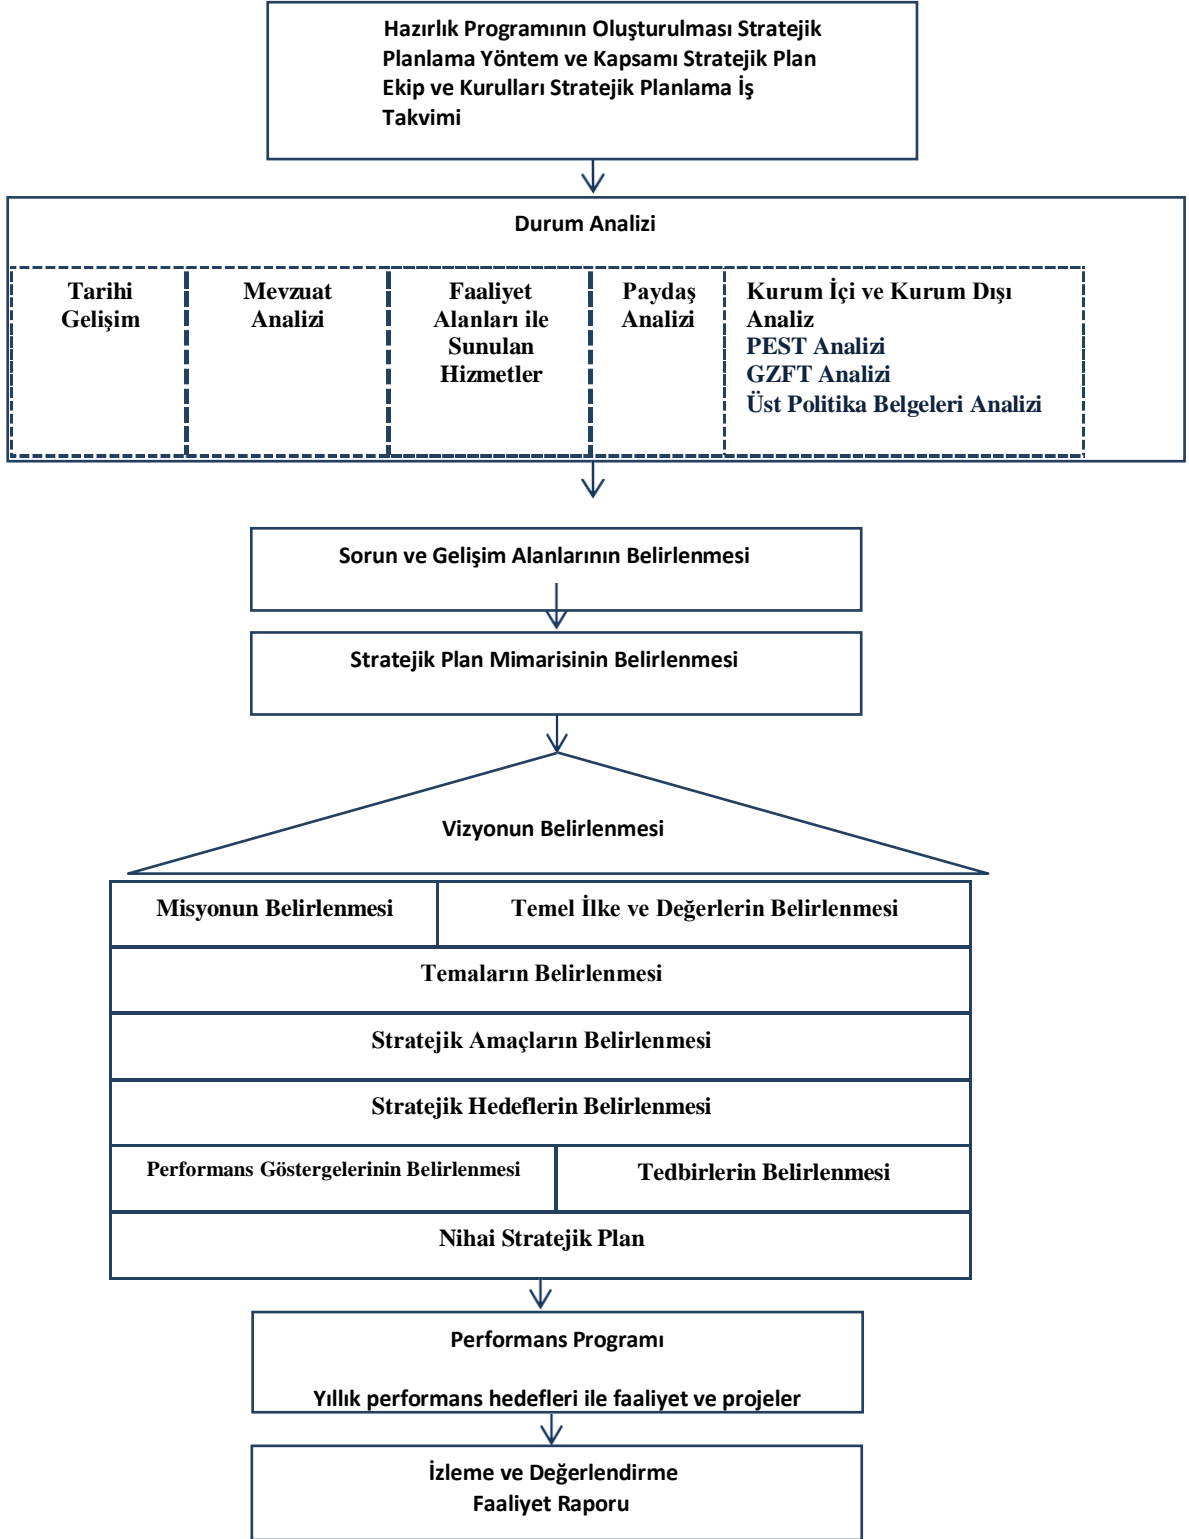 Hazırlık Programının Oluşturulması Stratejik
Planlama Yöntem ve Kapsamı Stratejik Plan
Ekip ve Kurulları Stratejik Planlama İş
Takvimi
Durum Analizi
Tarihi
Gelişim
Mevzuat
Analizi
Faaliyet
Alanları ile
Sunulan
Hizmetler
Paydaş
Analizi
Kurum İçi ve Kurum Dışı
Analiz
PEST Analizi
GZFT Analizi
Üst Politika Belgeleri Analizi
Sorun ve Gelişim Alanlarının Belirlenmesi
Stratejik Plan Mimarisinin Belirlenmesi
Vizyonun Belirlenmesi
Misyonun Belirlenmesi
Temel İlke ve Değerlerin Belirlenmesi
Temaların Belirlenmesi
Stratejik Amaçların Belirlenmesi
Stratejik Hedeflerin Belirlenmesi
Performans Göstergelerinin Belirlenmesi
Tedbirlerin Belirlenmesi
Nihai Stratejik Plan
Performans Programı
Yıllık performans hedefleri ile faaliyet ve projeler
İzleme ve Değerlendirme
Faaliyet Raporu